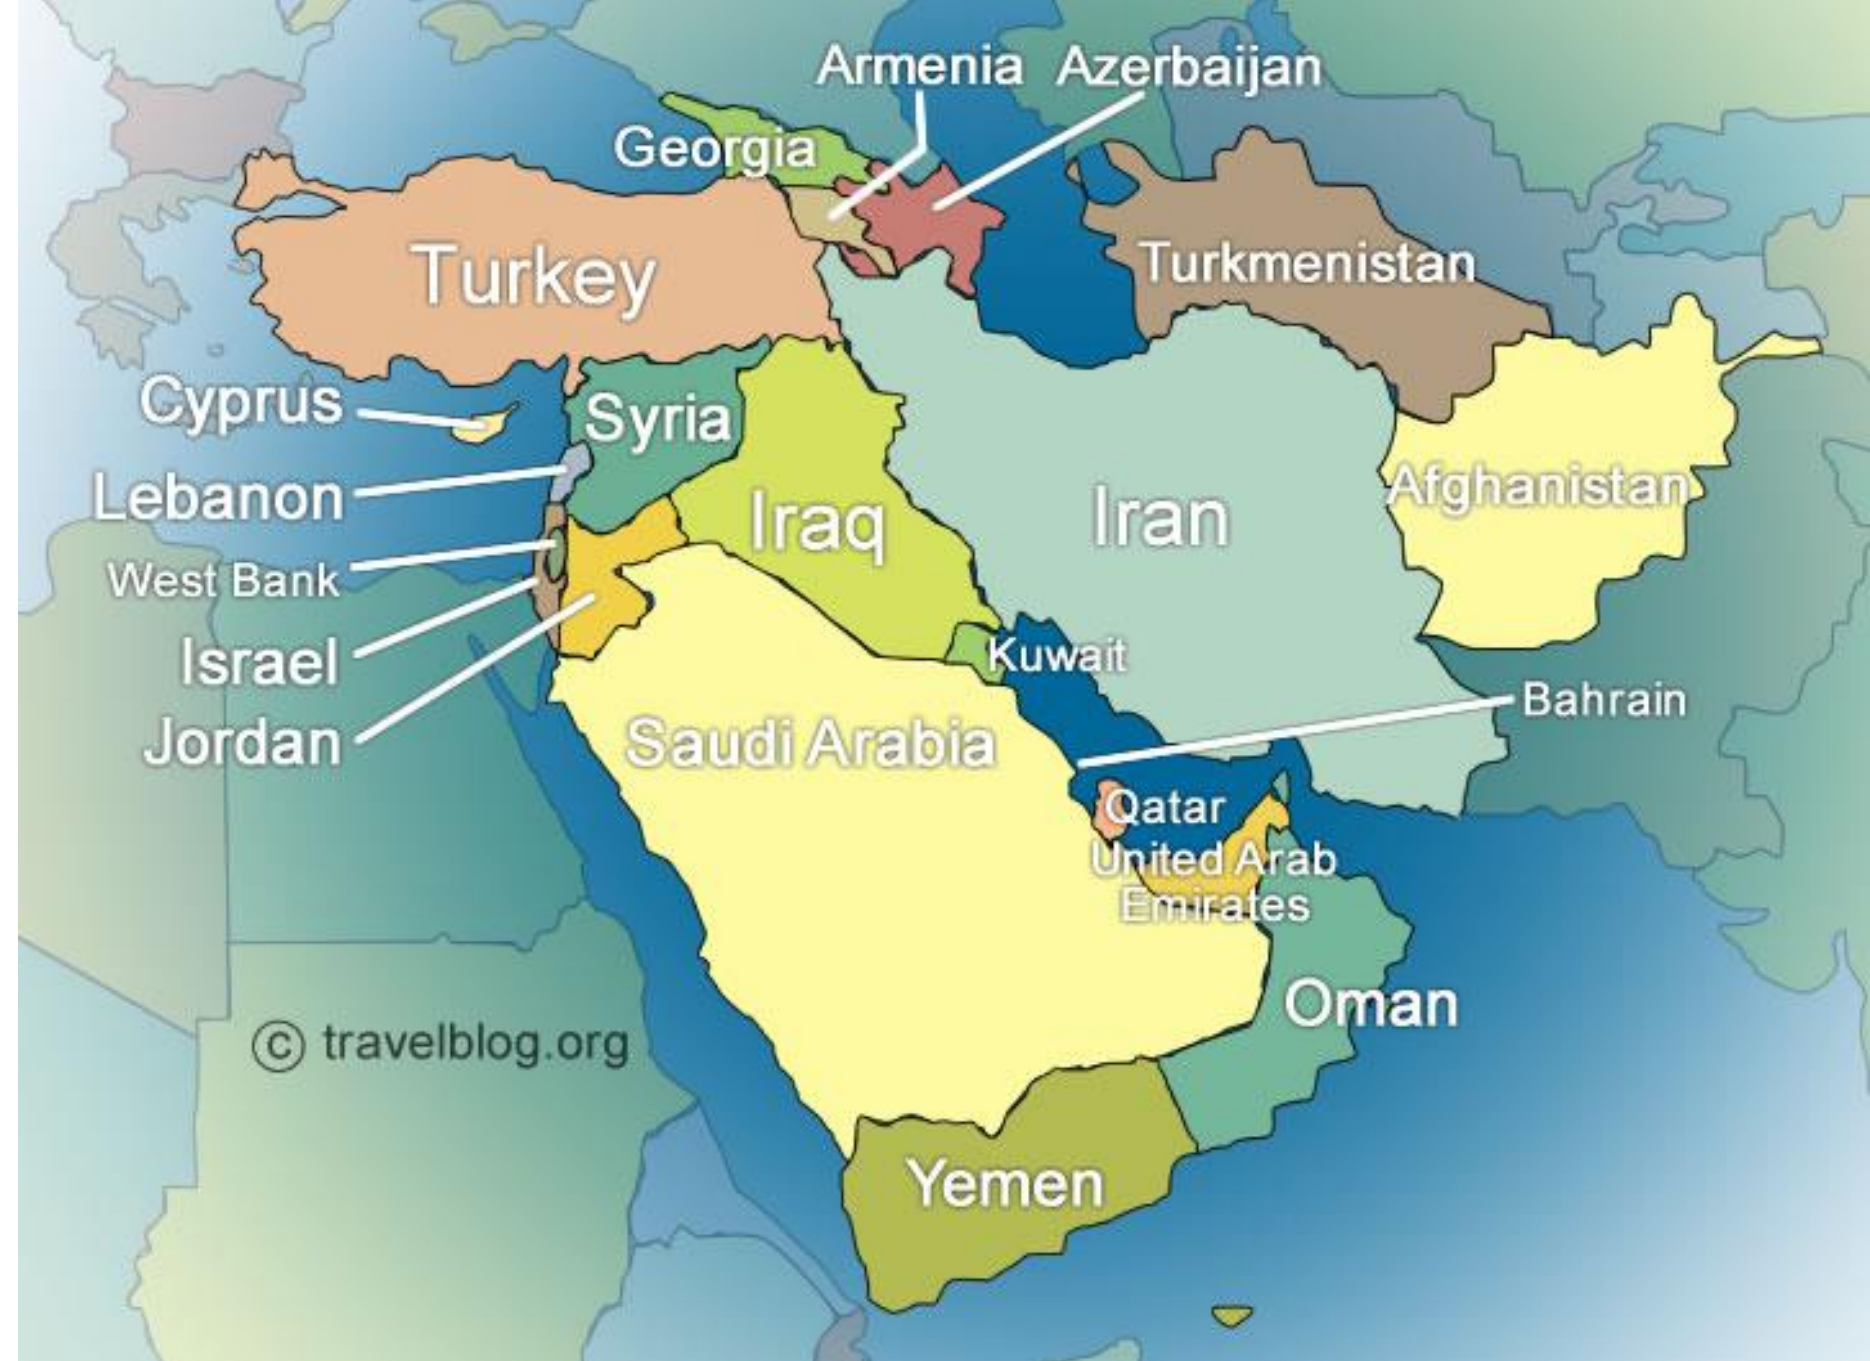 Armenia
Azerbaijan
Georgia
Turkey
Turkmenistan
Cyprus
Syria
Lebanon
Iraq
Iran
Afghanistan
West Bank
Israel
Kuwait
Bahrain
Jordan
Saudi Arabia
Qatar
United Arab
Emirates
Oman
© travelblog.org
Yemen